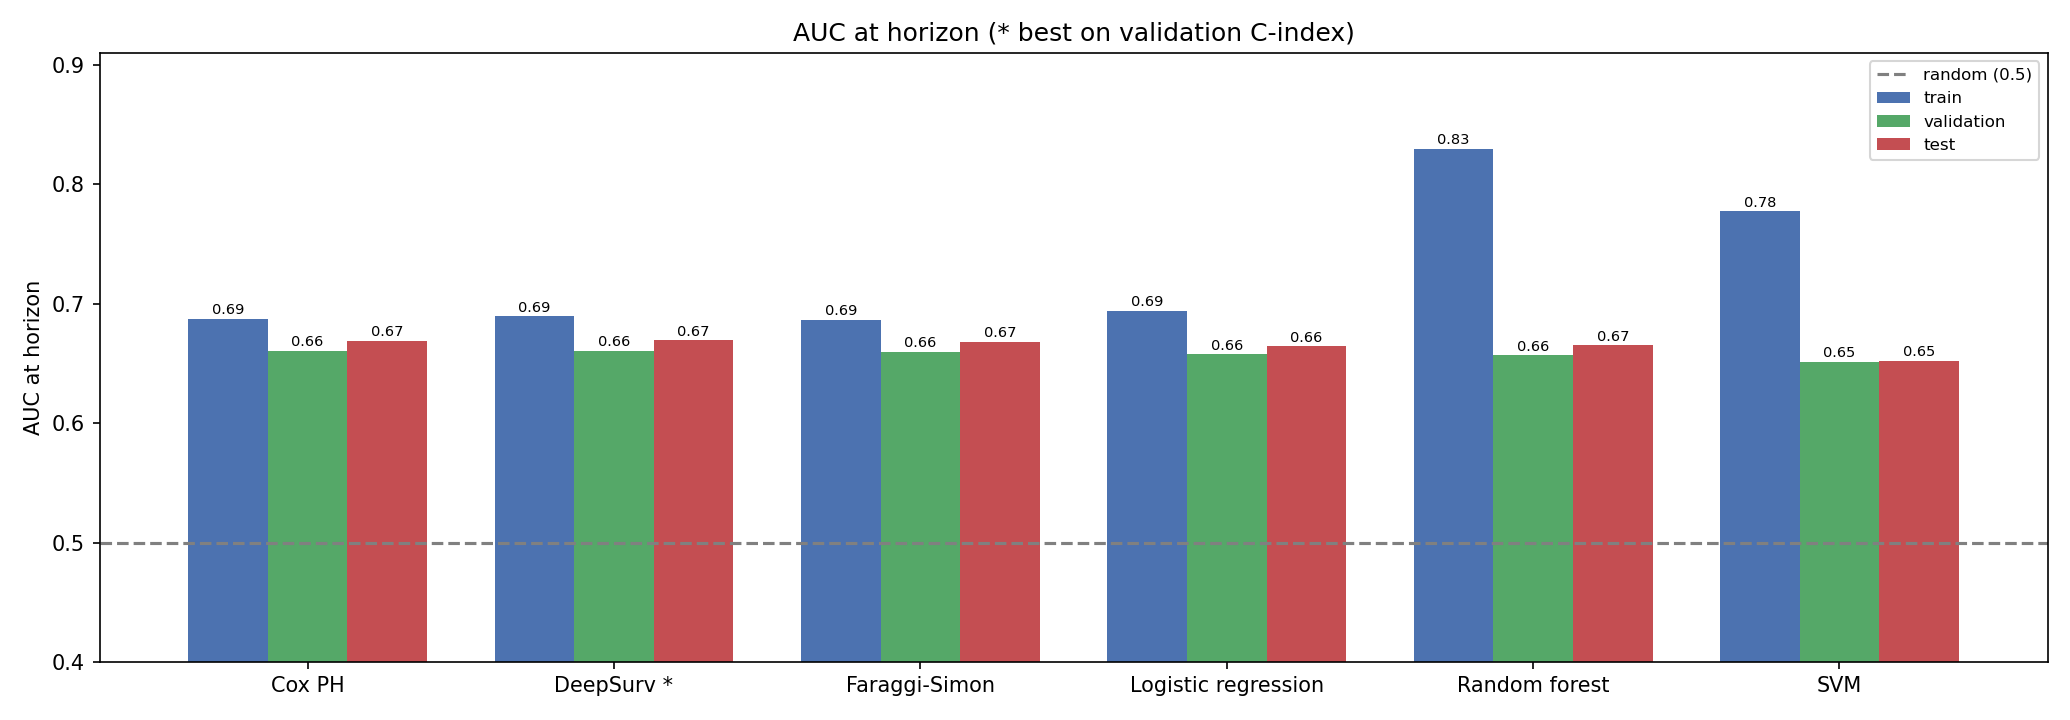 AUC at horizon (* best on validation C-index)
AUC at horizon
0.9
0.8
0.7
0.6
0.5
0.4
random (0.5)
train
validation
test
0.69
0.66
0.67
0.69
0.66
0.67
0.69
0.66
0.67
0.69
0.66
0.66
0.83
0.66
0.67
0.78
0.65
0.65
Cox PH
DeepSurv *
Faraggi-Simon
Logistic regression
Random forest
SVM